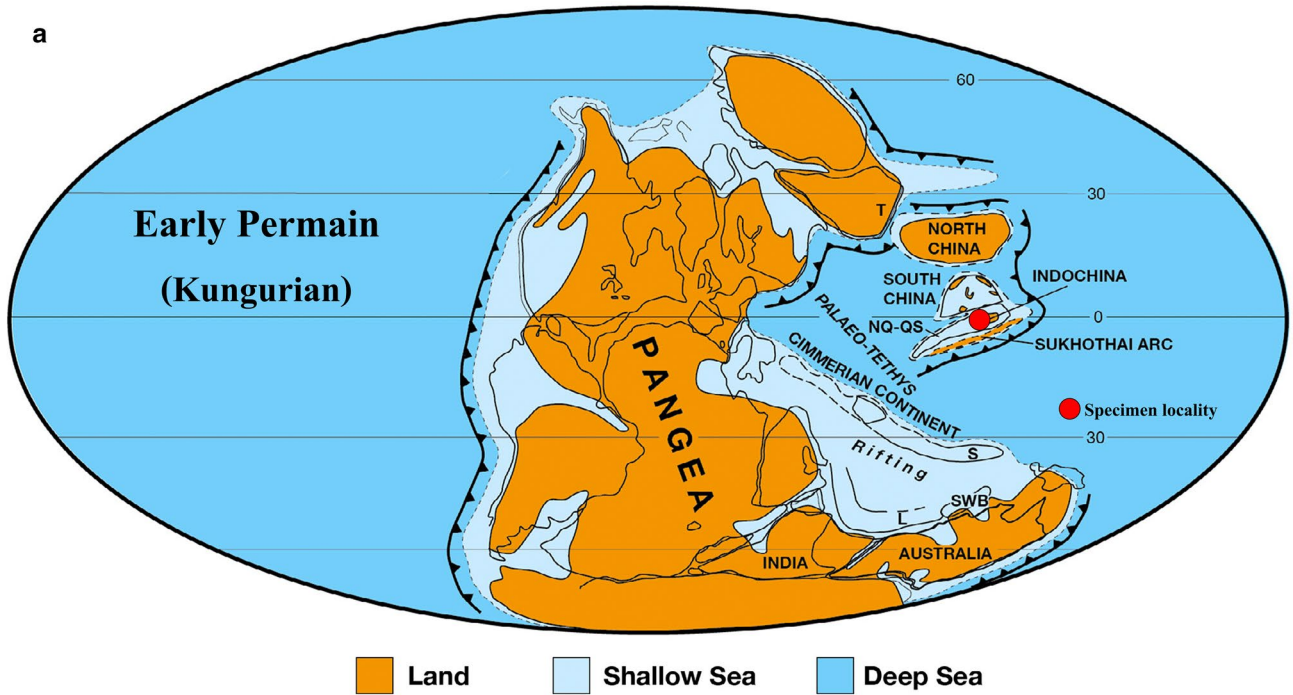 a
60
30
T
Early Permain
(Kungurian)
NORTH
CHINA
SOUTH
CHINA
INDOCHINA
NQ-QS
0
SUKHOTHAI ARC
PALAEO-TETHYS
CIMMERIAN CONTINENT
PANGEA
Specimen locality
30
Rifting
S
SWB
L
INDIA
AUSTRALIA
Land
Shallow Sea
Deep Sea